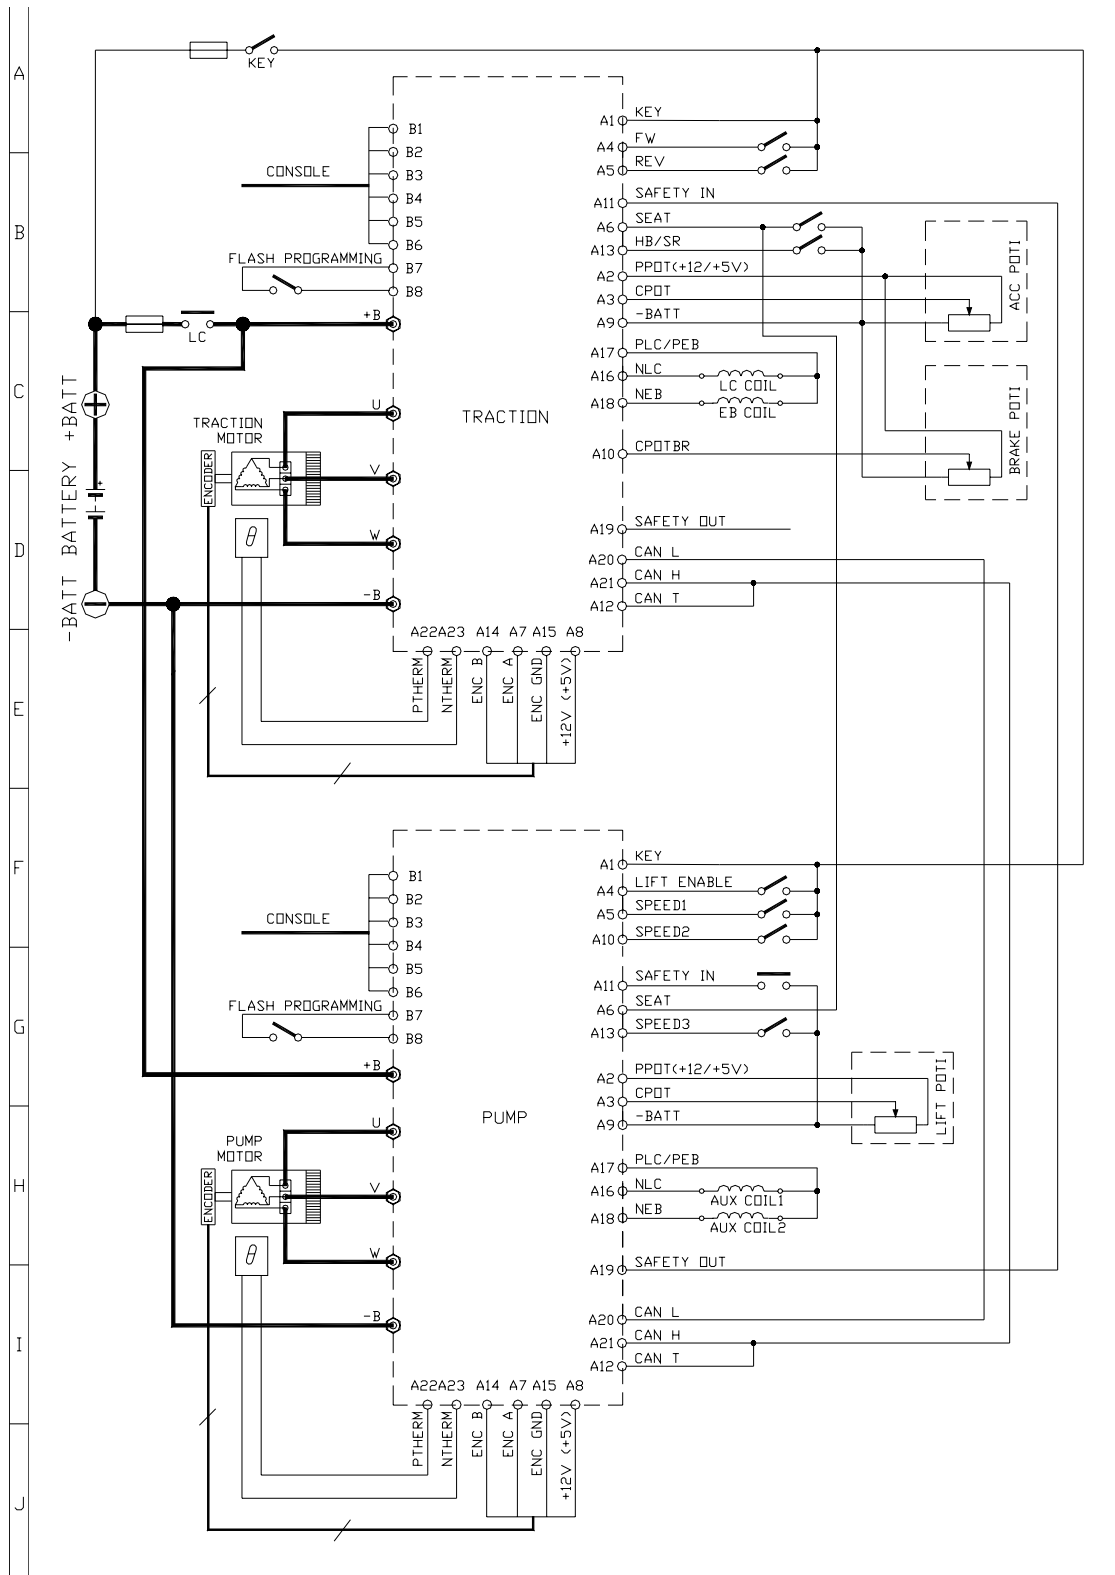 A
B
C
D
E
F
G
H
I
J
KEY
CONSOLE
B1
B2
B3
B4
B5
B6
FLASH PROGRAMMING
B7
B8
+B
LC
-BATT BATTERY +BATT
+
U
TRACTION
MOTOR
ENCODER
V
W
θ
-B
TRACTION
A1 KEY
A4 FW
A5 REV
A11 SAFETY IN
A6 SEAT
A13 HB/SR
A2 PPOT(+12/+5V)
A3 CPOT
A9 -BATT
ACC POTI
A17 PLC/PEB
A16 NLC
LC COIL
A18 NEB
EB COIL
A10 CPOTBR
BRAKE POTI
A19 SAFETY OUT
A20 CAN L
A21 CAN H
A12 CAN T
A22 A23 A14 A7 A15 A8
PTHERM
NTHERM
ENC B
ENC A
ENC GND
+12V (+5V)
CONSOLE
B1
B2
B3
B4
B5
B6
FLASH PROGRAMMING
B7
B8
+B
U
PUMP
MOTOR
ENCODER
V
W
θ
-B
PUMP
A1 KEY
A4 LIFT ENABLE
A5 SPEED1
A10 SPEED2
A11 SAFETY IN
A6 SEAT
A13 SPEED3
A2 PPOT(+12/+5V)
A3 CPOT
A9 -BATT
LIFT POTI
A17 PLC/PEB
A16 NLC
AUX COIL1
A18 NEB
AUX COIL2
A19 SAFETY OUT
A20 CAN L
A21 CAN H
A12 CAN T
A22 A23 A14 A7 A15 A8
PTHERM
NTHERM
ENC B
ENC A
ENC GND
+12V (+5V)